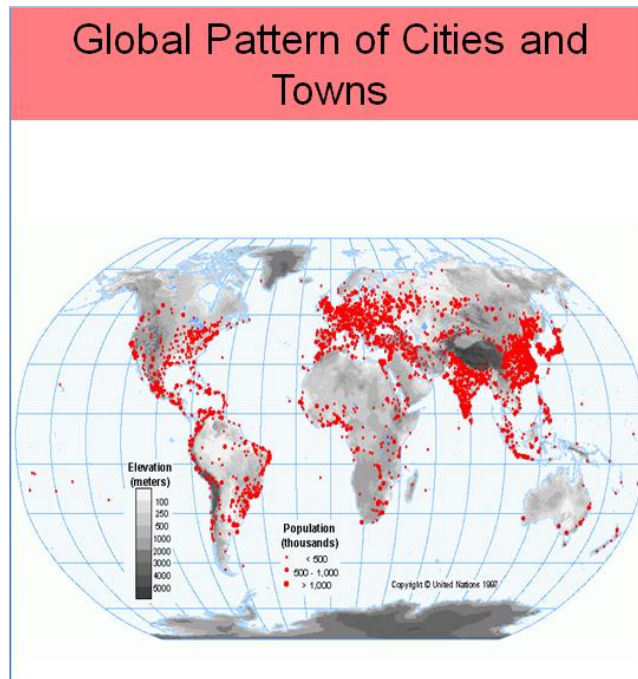 Global Pattern of Cities and
Towns
Elevation
(meters)
100
250
500
1000
2000
3000
4000
5000
Population
(thousands)
< 500
500 - 1,000
> 1,000
Copyright © United Nations 1997